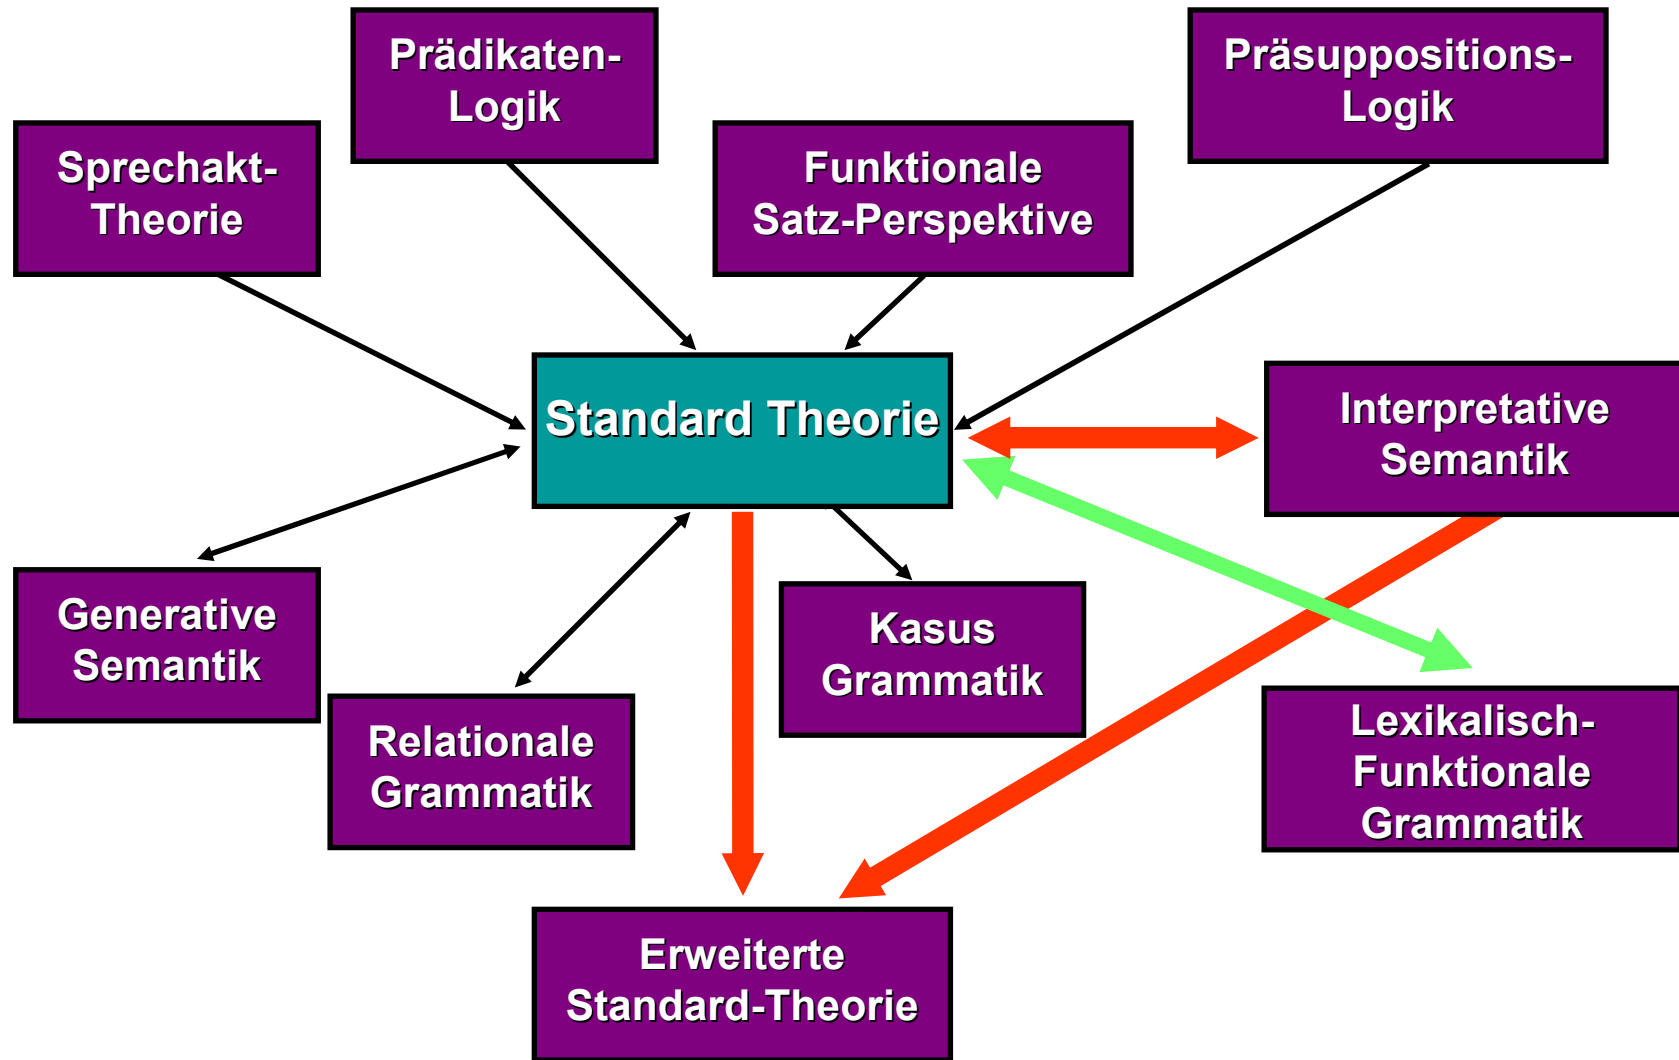 Prädikaten-
Logik
Präsuppositions-
Logik
Sprechakt-
Theorie
Funktionale
Satz-Perspektive
Standard Theorie
Interpretative
Semantik
Generative
Semantik
Kasus
Grammatik
Relationale
Grammatik
Lexikalisch-
Funktionale
Grammatik
Erweiterte
Standard-Theorie